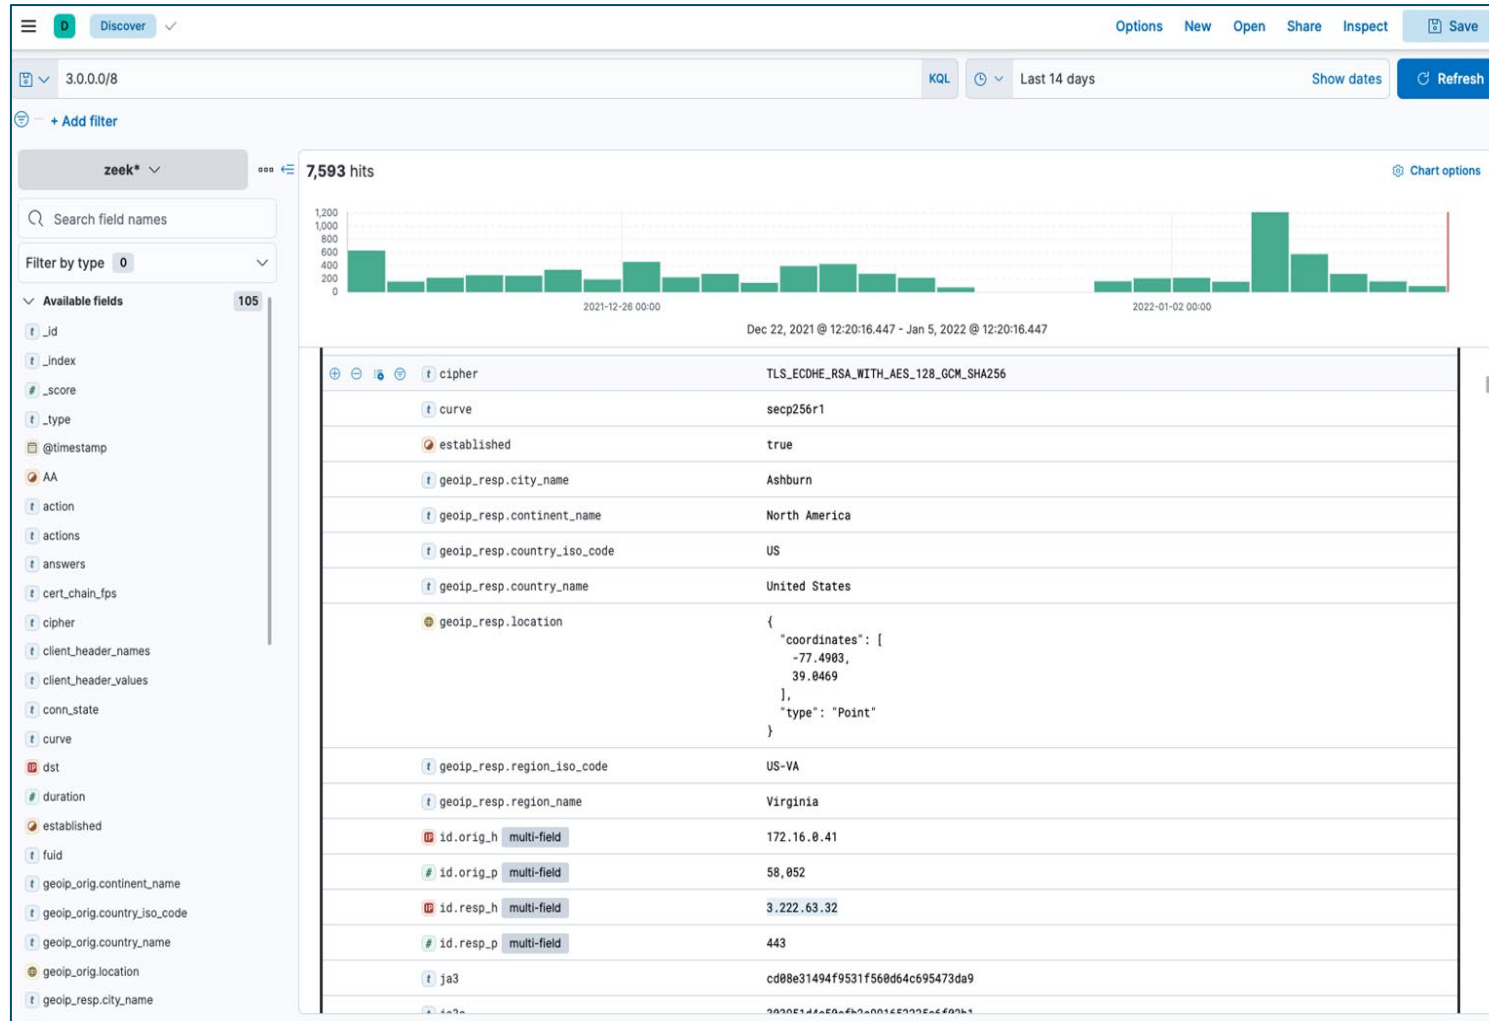 D Discover
Options New Open Share Inspect Save
3.0.0.0/8 KQL Last 14 days Show dates Refresh
+ Add filter
zeek*
7,593 hits Chart options
Search field names
Filter by type 0
Available fields 105
t _id
t _index
# _score
t _type
@timestamp
AA
t action
t actions
t answers
t cert_chain_fps
t cipher
t client_header_names
t client_header_values
t conn_state
t curve
IP dst
# duration
established
t fuid
t geoip_orig.continent_name
t geoip_orig.country_iso_code
t geoip_orig.country_name
geoip_orig.location
t geoip_resp.city_name
1,200
1,000
800
600
400
200
0
2021-12-26 00:00 2022-01-02 00:00
Dec 22, 2021 @ 12:20:16.447 - Jan 5, 2022 @ 12:20:16.447
t cipher TLS_ECDHE_RSA_WITH_AES_128_GCM_SHA256
t curve secp256r1
established true
t geoip_resp.city_name Ashburn
t geoip_resp.continent_name North America
t geoip_resp.country_iso_code US
t geoip_resp.country_name United States
geoip_resp.location {
"coordinates": [
-77.4903,
39.0469
],
"type": "Point"
}
t geoip_resp.region_iso_code US-VA
t geoip_resp.region_name Virginia
IP id.orig_h multi-field 172.16.0.41
# id.orig_p multi-field 58,052
IP id.resp_h multi-field 3.222.63.32
# id.resp_p multi-field 443
t ja3 cd08e31494f9531f560d64c695473da9